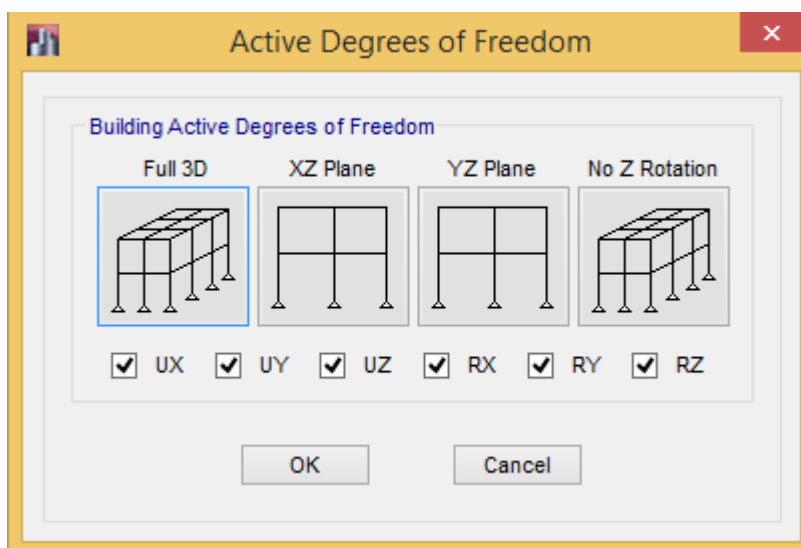 Active Degrees of Freedom
Building Active Degrees of Freedom
Full 3D XZ Plane YZ Plane No Z Rotation
UX UY UZ RX RY RZ
OK Cancel